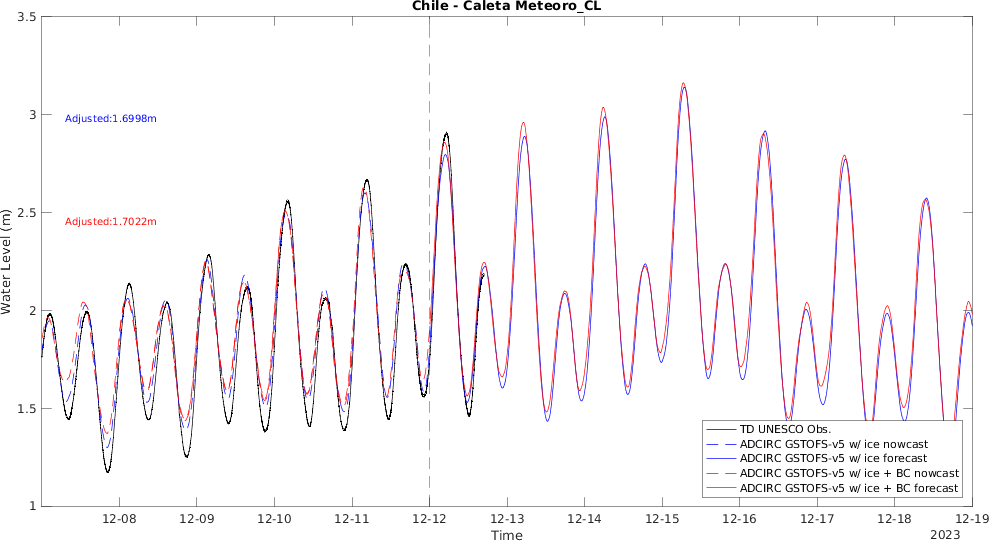 Chile - Caleta Meteoro_CL
3.5
3
2.5
2
1.5
1
Water Level (m)
Adjusted:1.6998m
Adjusted:1.7022m
TD UNESCO Obs.
ADCIRC GSTOFS-v5 w/ ice nowcast
ADCIRC GSTOFS-v5 w/ ice forecast
ADCIRC GSTOFS-v5 w/ ice + BC nowcast
ADCIRC GSTOFS-v5 w/ ice + BC forecast
12-08 12-09 12-10 12-11 12-12 12-13 12-14 12-15 12-16 12-17 12-18 12-19
Time
2023